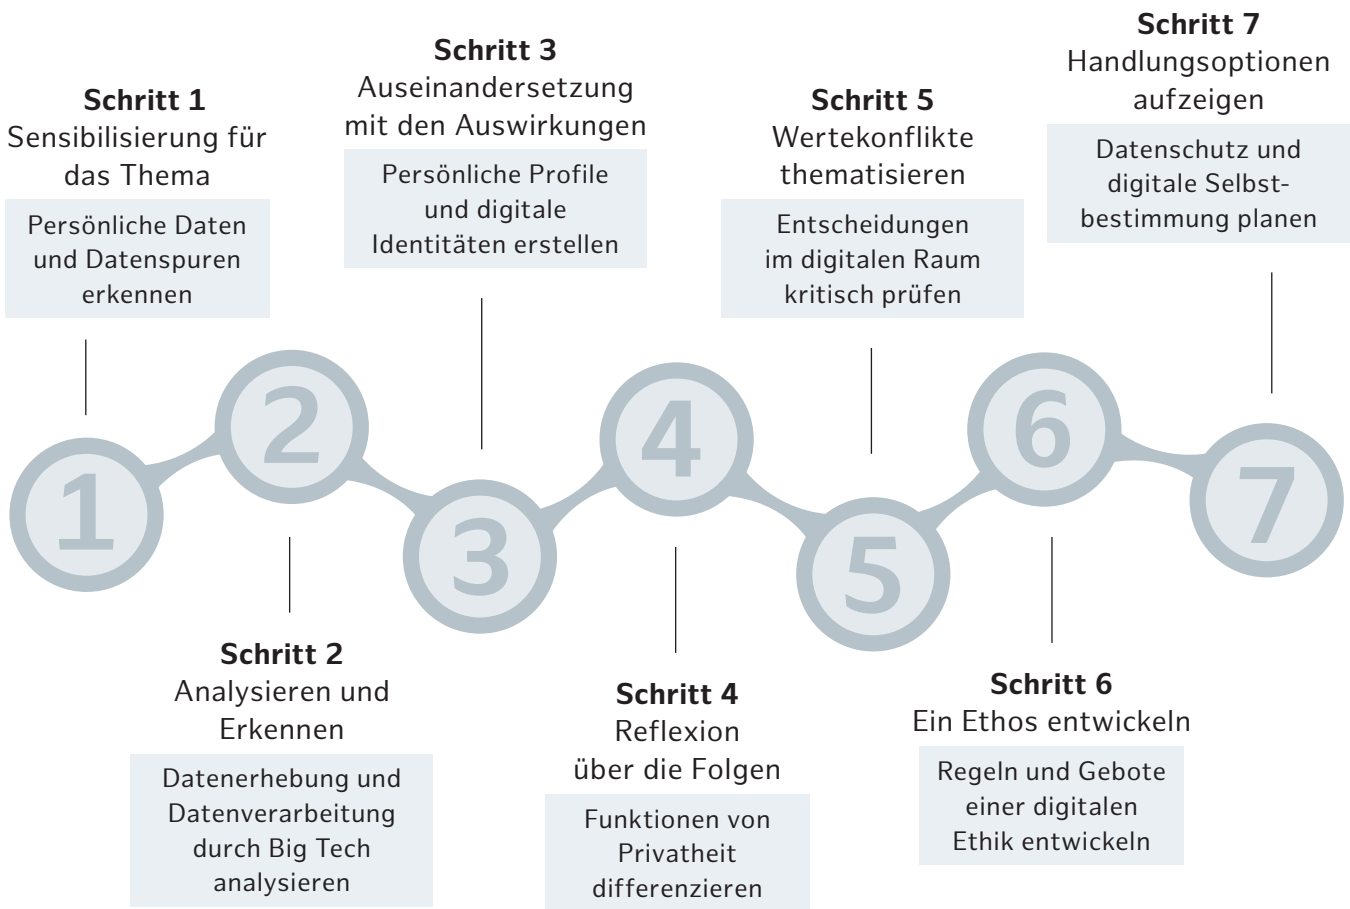 Schritt 1
Sensibilisierung für
das Thema
Persönliche Daten
und Datenspuren
erkennen
Schritt 2
Analysieren und
Erkennen
Datenerhebung und
Datenverarbeitung
durch Big Tech
analysieren
Schritt 3
Auseinandersetzung
mit den Auswirkungen
Persönliche Profile
und digitale
Identitäten erstellen
Schritt 4
Reflexion
über die Folgen
Funktionen von
Privatheit
differenzieren
Schritt 5
Wertekonflikte
thematisieren
Entscheidungen
im digitalen Raum
kritisch prüfen
Schritt 6
Ein Ethos entwickeln
Regeln und Gebote
einer digitalen
Ethik entwickeln
Schritt 7
Handlungsoptionen
aufzeigen
Datenschutz und
digitale Selbst-
bestimmung planen
1
2
3
4
5
6
7